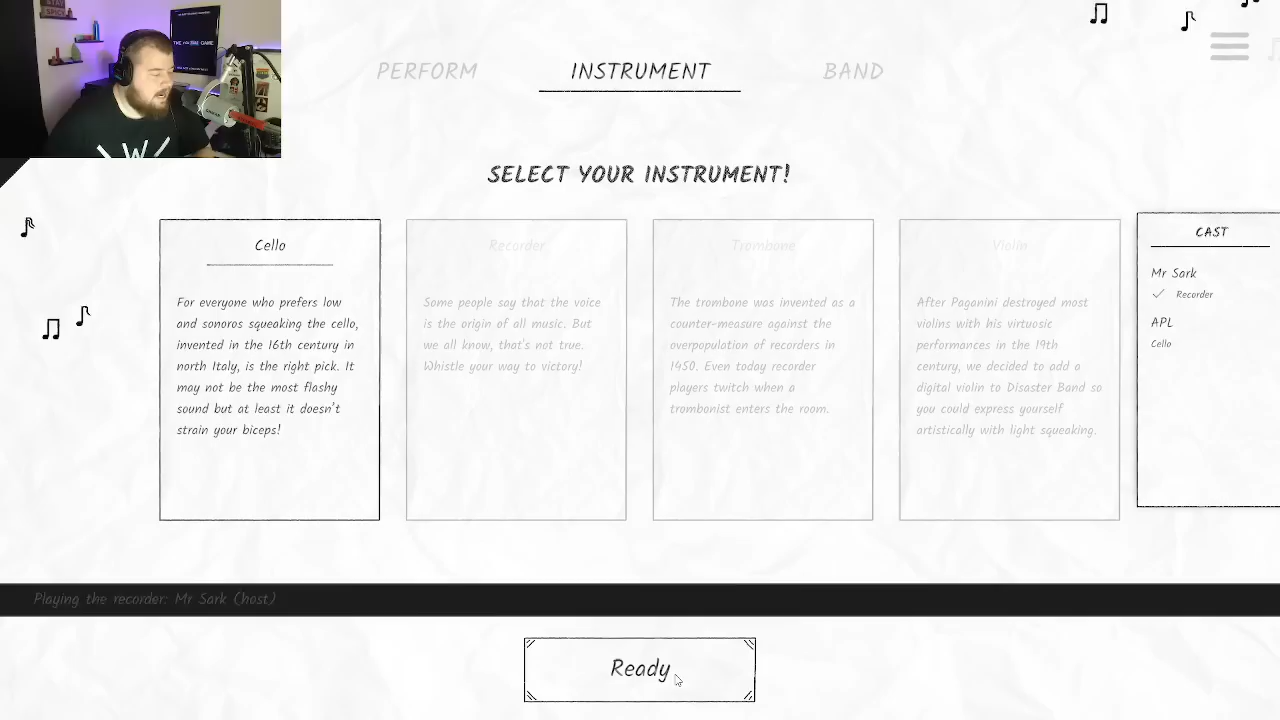 PERFORM
INSTRUMENT
BAND
SELECT YOUR INSTRUMENT!
Cello
For everyone who prefers low
and sonoros squeaking the cello,
invented in the 16th century in
north Italy, is the right pick. It
may not be the most flashy
sound but at least it doesn't
strain your biceps!
Recorder
Some people say that the voice
is the origin of all music. But
we all know, that's not true.
Whistle your way to victory!
Trombone
The trombone was invented as a
counter-measure against the
overpopulation of recorders in
1450. Even today recorder
players twitch when a
trombonist enters the room.
Violin
After Paganini destroyed most
violins with his virtuosic
performances in the 19th
century, we decided to add a
digital violin to Disaster Band so
you could express yourself
artistically with light squeaking.
CAST
Mr Sark
Recorder
APL
Cello
Playing the recorder: Mr Sark (host)
Ready